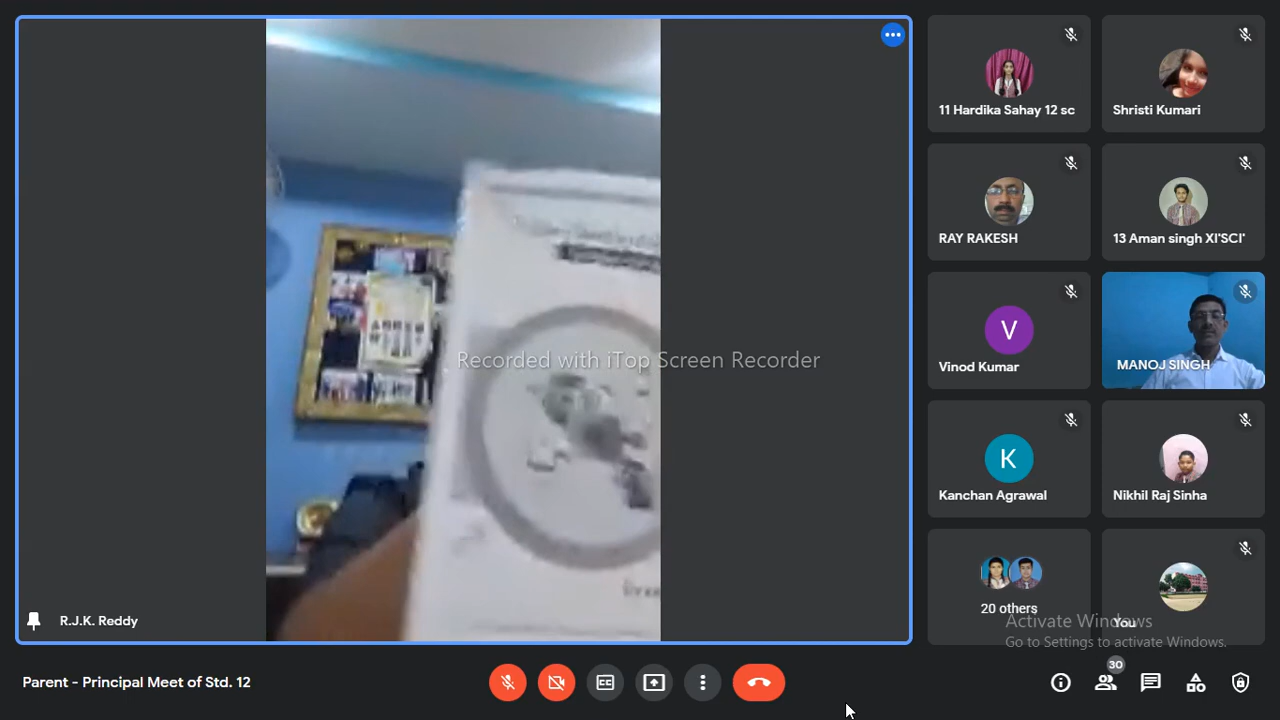 11 Hardika Sahay 12 sc
Shristi Kumari
RAY RAKESH
13 Aman singh XI'SCI'
V
Vinod Kumar
MANOJ SINGH
Recorded with iTop Screen Recorder
K
Kanchan Agrawal
Nikhil Raj Sinha
20 others
You
Activate Windows
Go to Settings to activate Windows.
R.J.K. Reddy
Parent - Principal Meet of Std. 12
CC
30